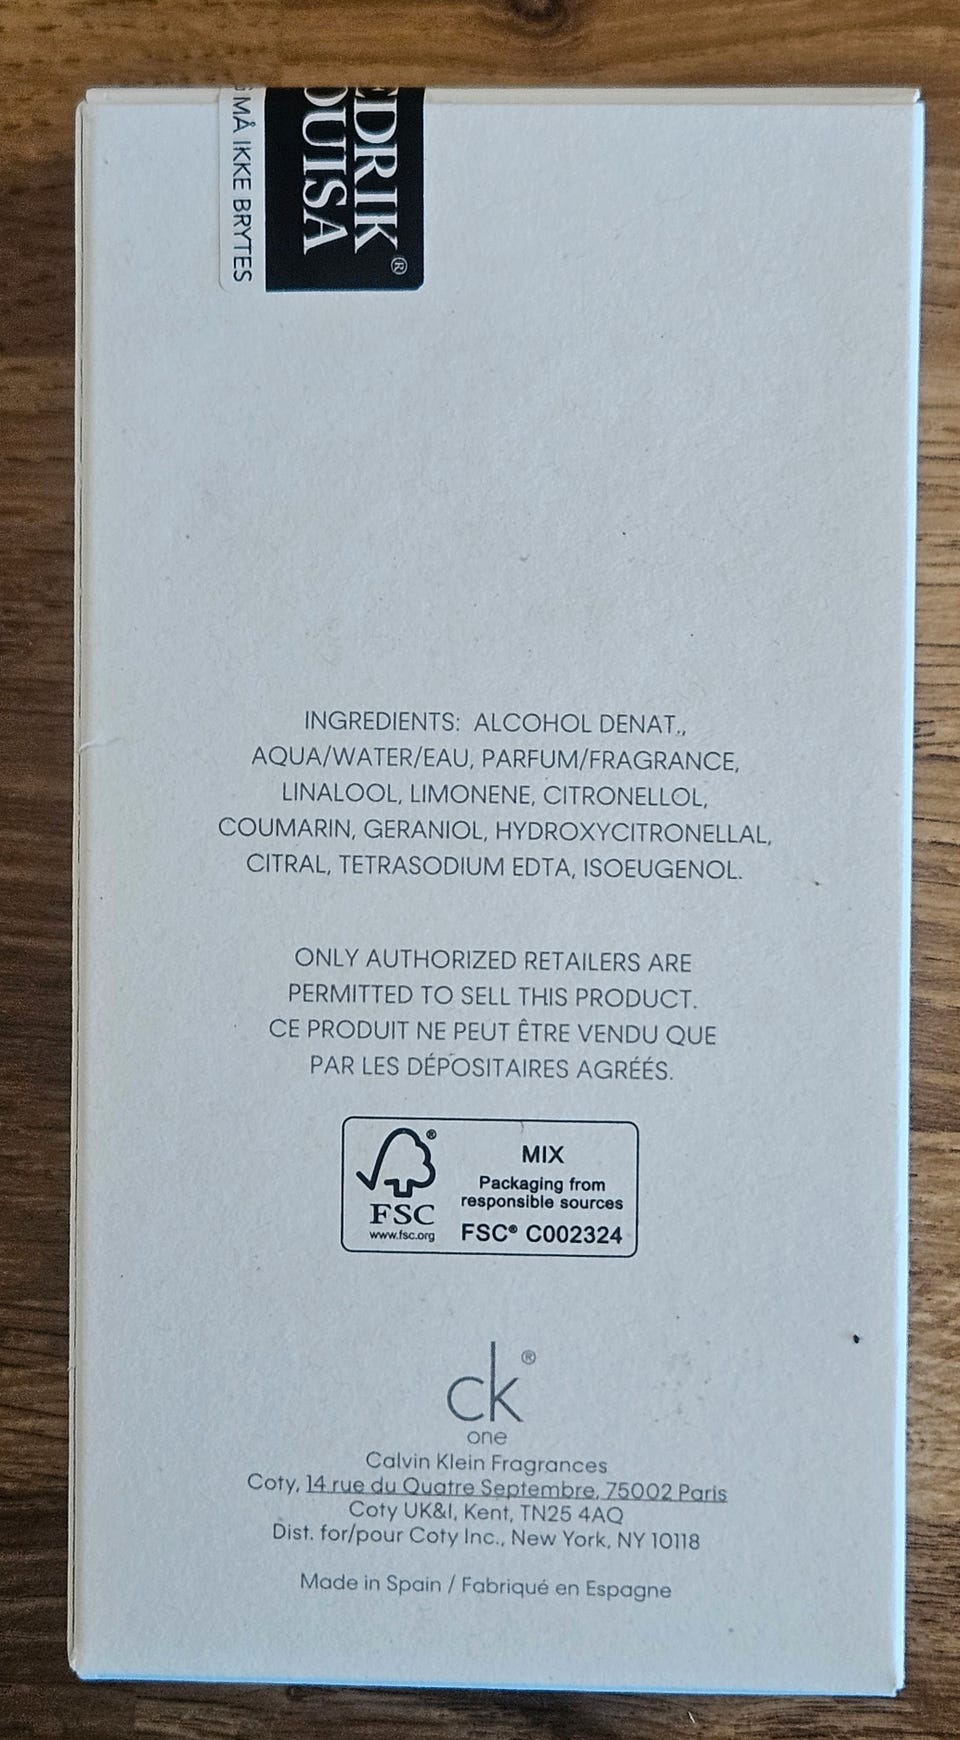 EDRIK
OUISA
®
MÅ IKKE BRYTES
INGREDIENTS: ALCOHOL DENAT.,
AQUA/WATER/EAU, PARFUM/FRAGRANCE,
LINALOOL, LIMONENE, CITRONELLOL,
COUMARIN, GERANIOL, HYDROXYCITRONELLAL,
CITRAL, TETRASODIUM EDTA, ISOEUGENOL.
ONLY AUTHORIZED RETAILERS ARE
PERMITTED TO SELL THIS PRODUCT.
CE PRODUIT NE PEUT ÊTRE VENDU QUE
PAR LES DÉPOSITAIRES AGRÉÉS.
®
FSC
www.fsc.org
MIX
Packaging from
responsible sources
FSC® C002324
ck®
one
Calvin Klein Fragrances
Coty, 14 rue du Quatre Septembre, 75002 Paris
Coty UK&I, Kent, TN25 4AQ
Dist. for/pour Coty Inc., New York, NY 10118
Made in Spain / Fabriqué en Espagne